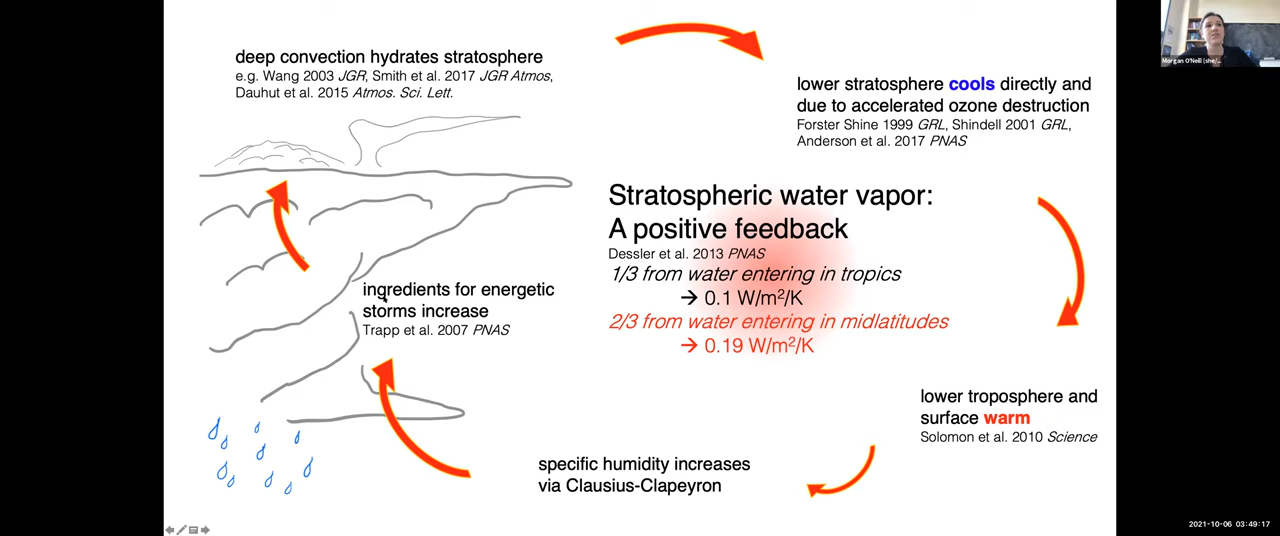 deep convection hydrates stratosphere
e.g. Wang 2003 JGR, Smith et al. 2017 JGR Atmos,
Dauhut et al. 2015 Atmos. Sci. Lett.
lower stratosphere cools directly and
due to accelerated ozone destruction
Forster Shine 1999 GRL, Shindell 2001 GRL,
Anderson et al. 2017 PNAS
Stratospheric water vapor:
A positive feedback
Dessler et al. 2013 PNAS
1/3 from water entering in tropics
→ 0.1 W/m²/K
2/3 from water entering in midlatitudes
→ 0.19 W/m²/K
ingredients for energetic
storms increase
Trapp et al. 2007 PNAS
lower troposphere and
surface warm
Solomon et al. 2010 Science
specific humidity increases
via Clausius-Clapeyron
Morgan O'Neill (she/...
2021-10-06 03:49:17